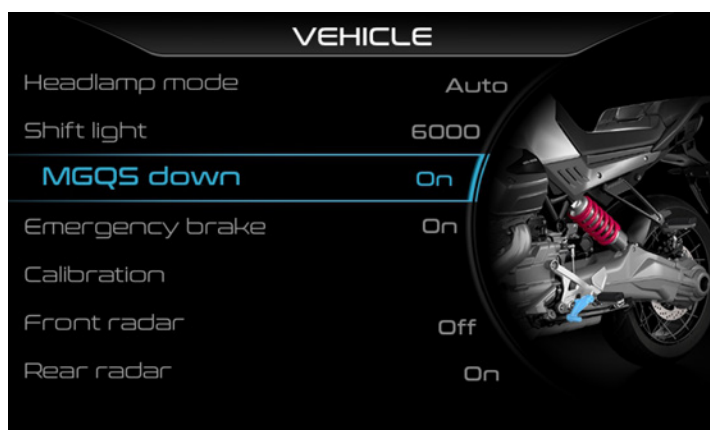 VEHICLE
Headlamp mode Auto
Shift light 6000
MGQS down On
Emergency brake On
Calibration
Front radar Off
Rear radar On